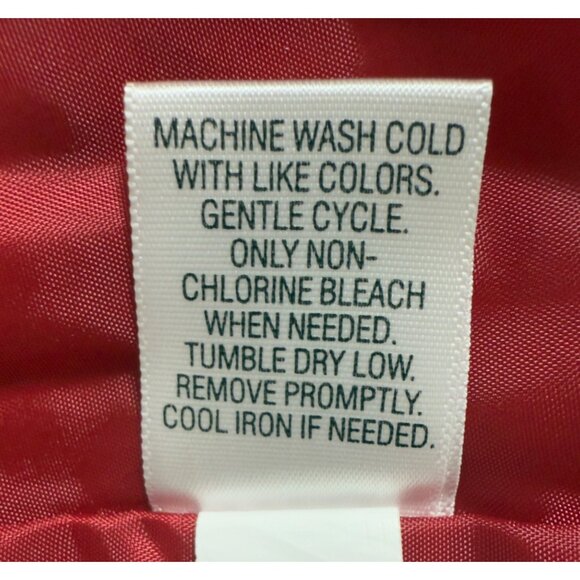 MACHINE WASH COLD
WITH LIKE COLORS.
GENTLE CYCLE.
ONLY NON-
CHLORINE BLEACH
WHEN NEEDED.
TUMBLE DRY LOW.
REMOVE PROMPTLY.
COOL IRON IF NEEDED.